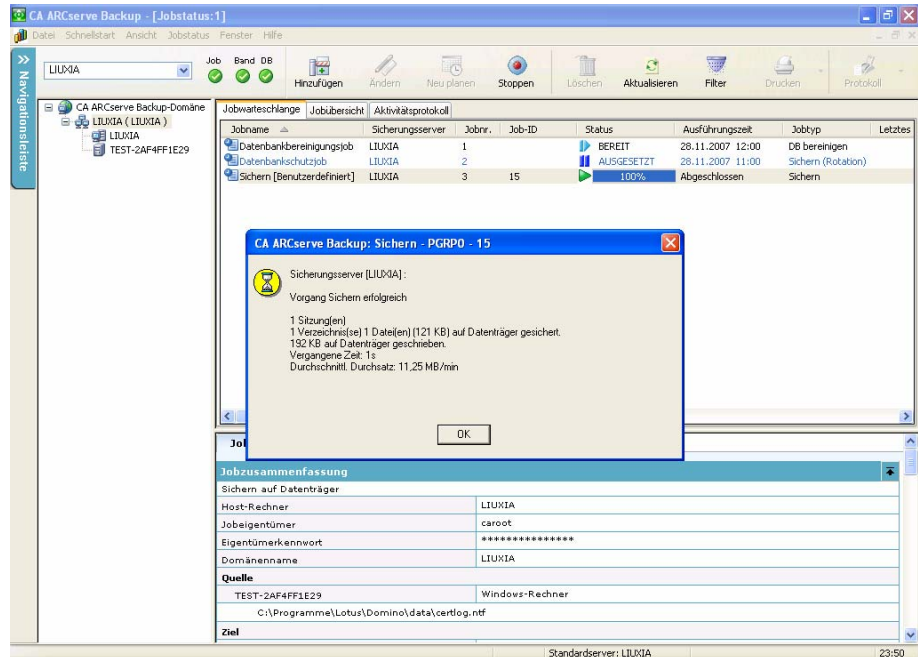 CA ARCserve Backup - [Jobstatus:1]
Datei Schnellstart Ansicht Jobstatus Fenster Hilfe
Navigationsleiste
LIUXIA
Job Band DB
Hinzufügen Ändern Neu planen Stoppen Löschen Aktualisieren Filter Drucken Protokoll
CA ARCserve Backup-Domäne
LIUXIA ( LIUXIA )
LIUXIA
TEST-2AF4FF1E29
Jobwarteschlange Jobübersicht Aktivitätsprotokoll
Jobname Sicherungsserver Jobnr. Job-ID Status Ausführungszeit Jobtyp Letztes
Datenbankbereinigungsjob LIUXIA 1 BEREIT 28.11.2007 12:00 DB bereinigen
Datenbankschutzjob LIUXIA 2 AUSGESETZT 28.11.2007 11:00 Sichern (Rotation)
Sichern [Benutzerdefiniert] LIUXIA 3 15 100% Abgeschlossen Sichern
CA ARCserve Backup: Sichern - PGRP0 - 15
Sicherungsserver [LIUXIA] :
Vorgang Sichern erfolgreich
1 Sitzung(en)
1 Verzeichnis(se) 1 Datei(en) (121 KB) auf Datenträger gesichert.
192 KB auf Datenträger geschrieben.
Vergangene Zeit: 1s
Durchschnittl. Durchsatz: 11,25 MB/min
OK
Jo
Jobzusammenfassung
Sichern auf Datenträger
Host-Rechner LIUXIA
Jobeigentümer caroot
Eigentümerkennwort ***************
Domänenname LIUXIA
Quelle
TEST-2AF4FF1E29 Windows-Rechner
C:\Programme\Lotus\Domino\data\certlog.ntf
Ziel
Standardserver: LIUXIA 23:50